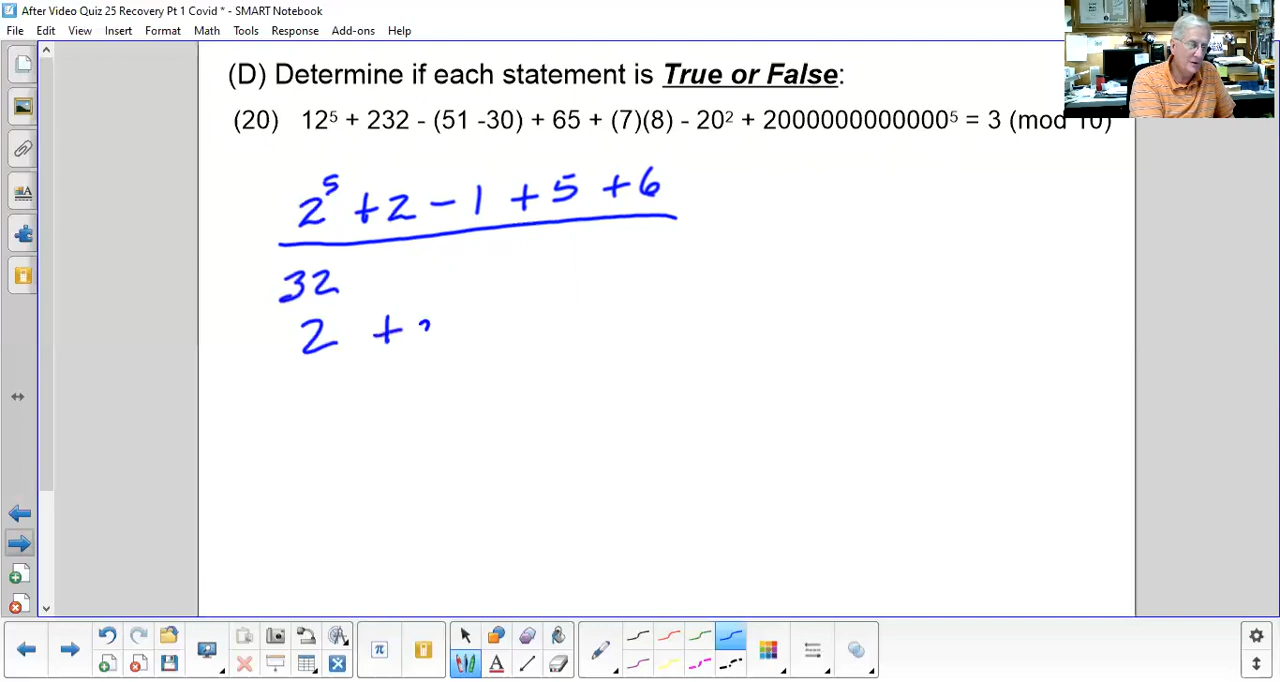 After Video Quiz 25 Recovery Pt 1 Covid * - SMART Notebook
File Edit View Insert Format Math Tools Response Add-ons Help
(D) Determine if each statement is True or False:
(20) 12⁵ + 232 - (51 -30) + 65 + (7)(8) - 20² + 2000000000000⁵ = 3 (mod 10)
2⁵ + 2 - 1 + 5 + 6
32
2 +